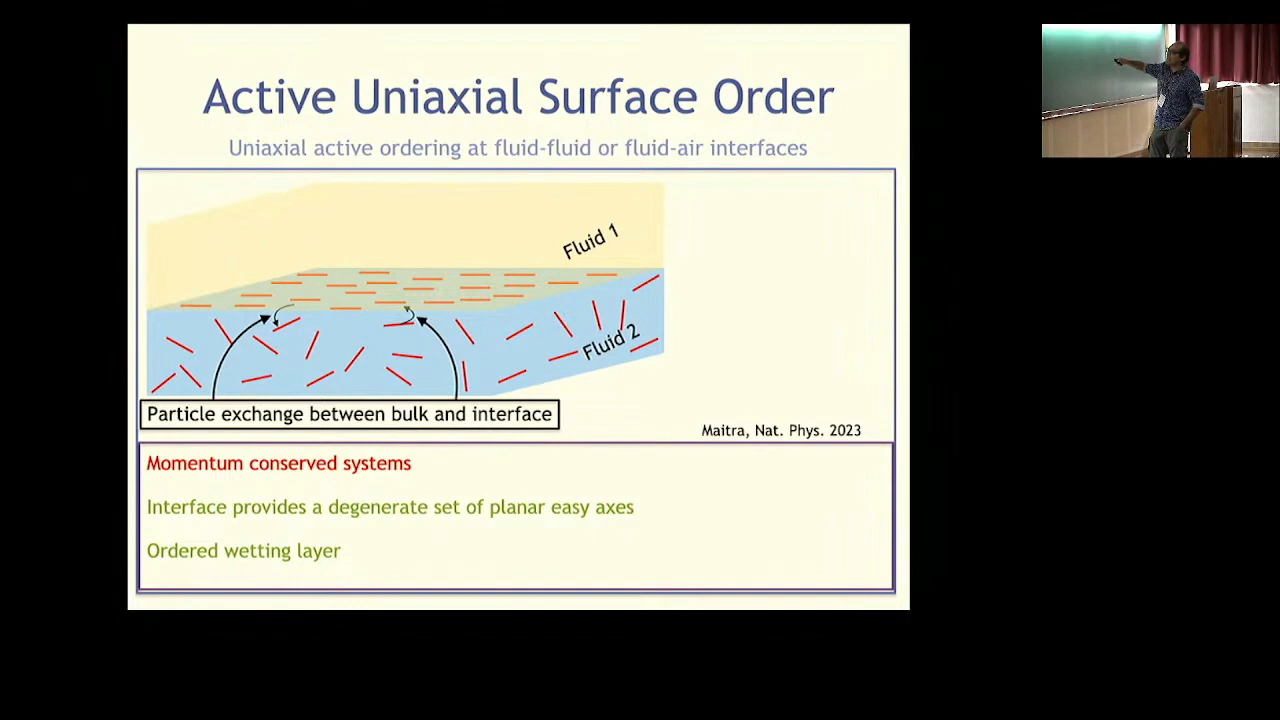 Active Uniaxial Surface Order
Uniaxial active ordering at fluid-fluid or fluid-air interfaces
Fluid 1
Fluid 2
Particle exchange between bulk and interface
Maitra, Nat. Phys. 2023
Momentum conserved systems
Interface provides a degenerate set of planar easy axes
Ordered wetting layer